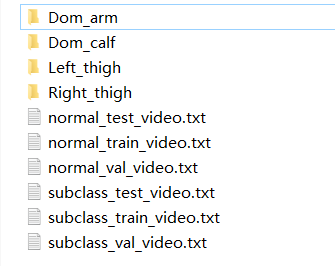 Dom_arm
Dom_calf
Left_thigh
Right_thigh
normal_test_video.txt
normal_train_video.txt
normal_val_video.txt
subclass_test_video.txt
subclass_train_video.txt
subclass_val_video.txt